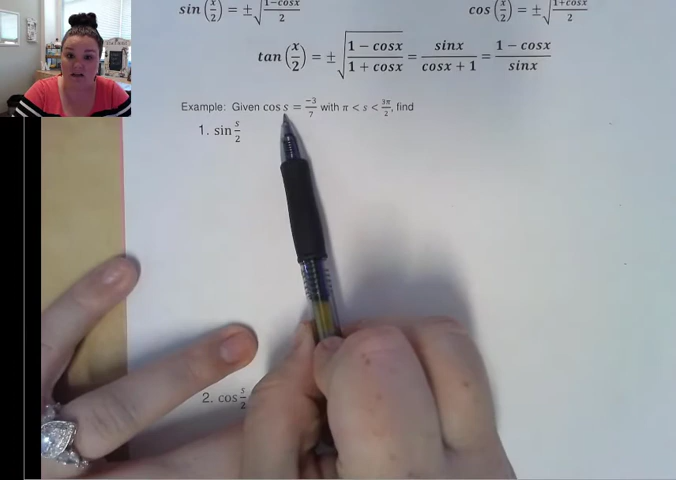 sin(x/2) = ±√((1−cosx)/2) cos(x/2) = ±√((1+cosx)/2)
tan(x/2) = ±√((1 − cosx)/(1 + cosx)) = sinx/(cosx + 1) = (1 − cosx)/sinx
Example: Given cos s = −3/7 with π < s < 3π/2, find
1. sin s/2
2. cos s/2